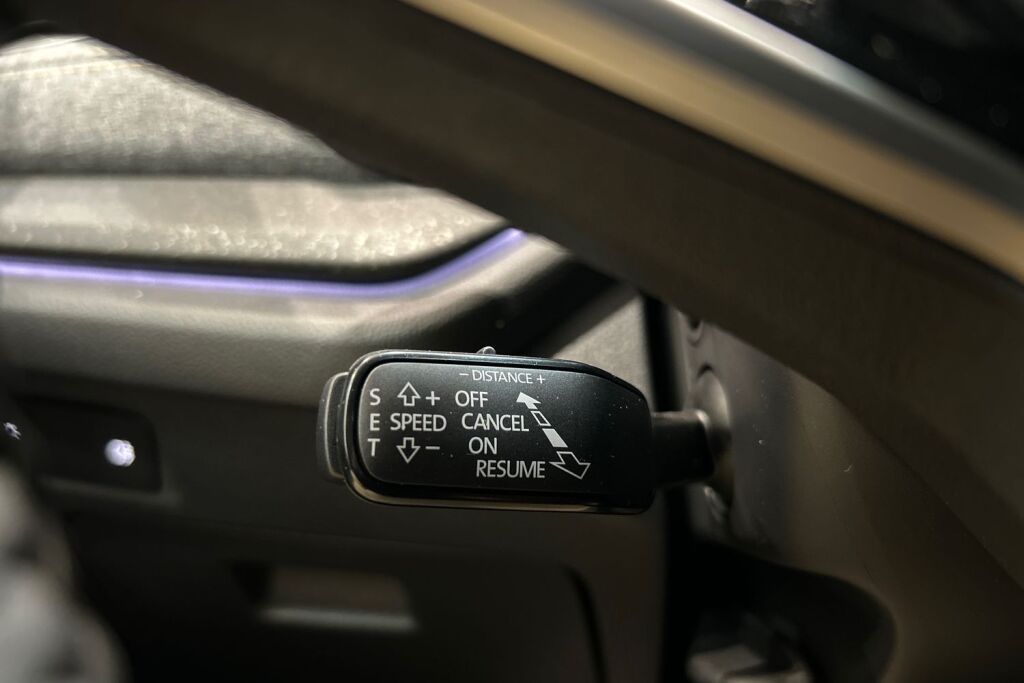 − DISTANCE +
S + OFF
E SPEED CANCEL
T − ON
RESUME